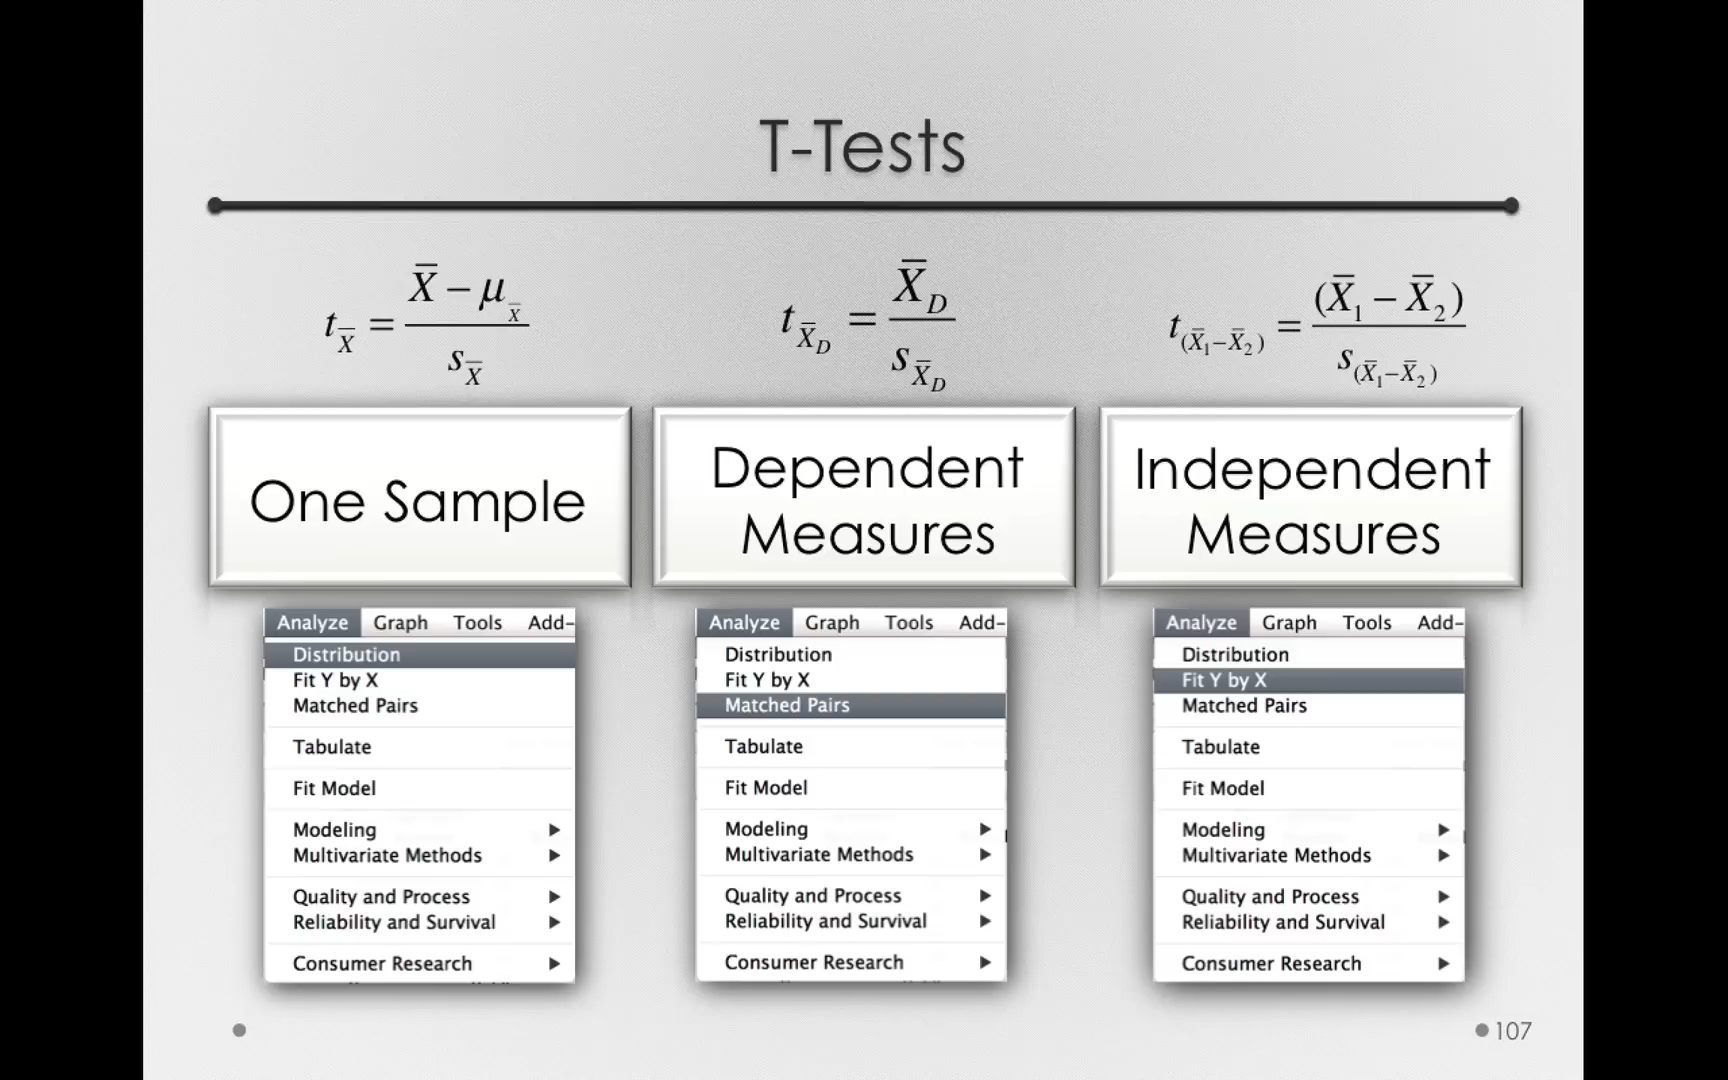 T-Tests
t_X̄ = (X̄ − μ_X̄) / s_X̄
t_X̄_D = X̄_D / s_X̄_D
t_(X̄₁−X̄₂) = (X̄₁ − X̄₂) / s_(X̄₁−X̄₂)
One Sample
Dependent
Measures
Independent
Measures
Analyze Graph Tools Add-
Distribution
Fit Y by X
Matched Pairs
Tabulate
Fit Model
Modeling
Multivariate Methods
Quality and Process
Reliability and Survival
Consumer Research
Analyze Graph Tools Add-
Distribution
Fit Y by X
Matched Pairs
Tabulate
Fit Model
Modeling
Multivariate Methods
Quality and Process
Reliability and Survival
Consumer Research
Analyze Graph Tools Add-
Distribution
Fit Y by X
Matched Pairs
Tabulate
Fit Model
Modeling
Multivariate Methods
Quality and Process
Reliability and Survival
Consumer Research
107